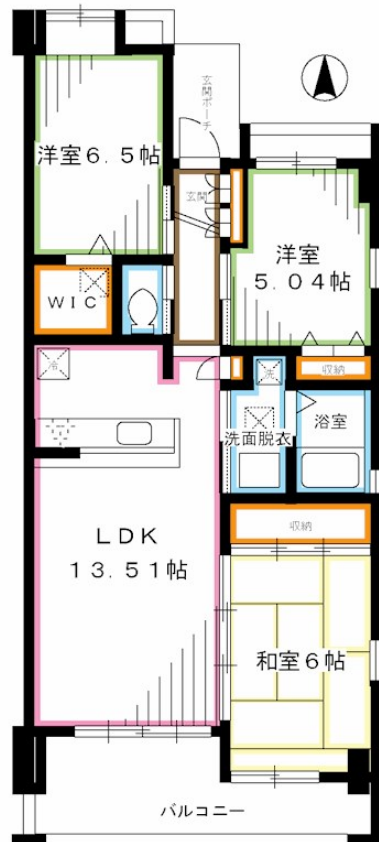 玄関ポーチ
洋室6.5帖
玄関
洋室
5.04帖
WIC
冷
洗
収納
浴室
洗面脱衣
収納
LDK
13.51帖
和室6帖
バルコニー